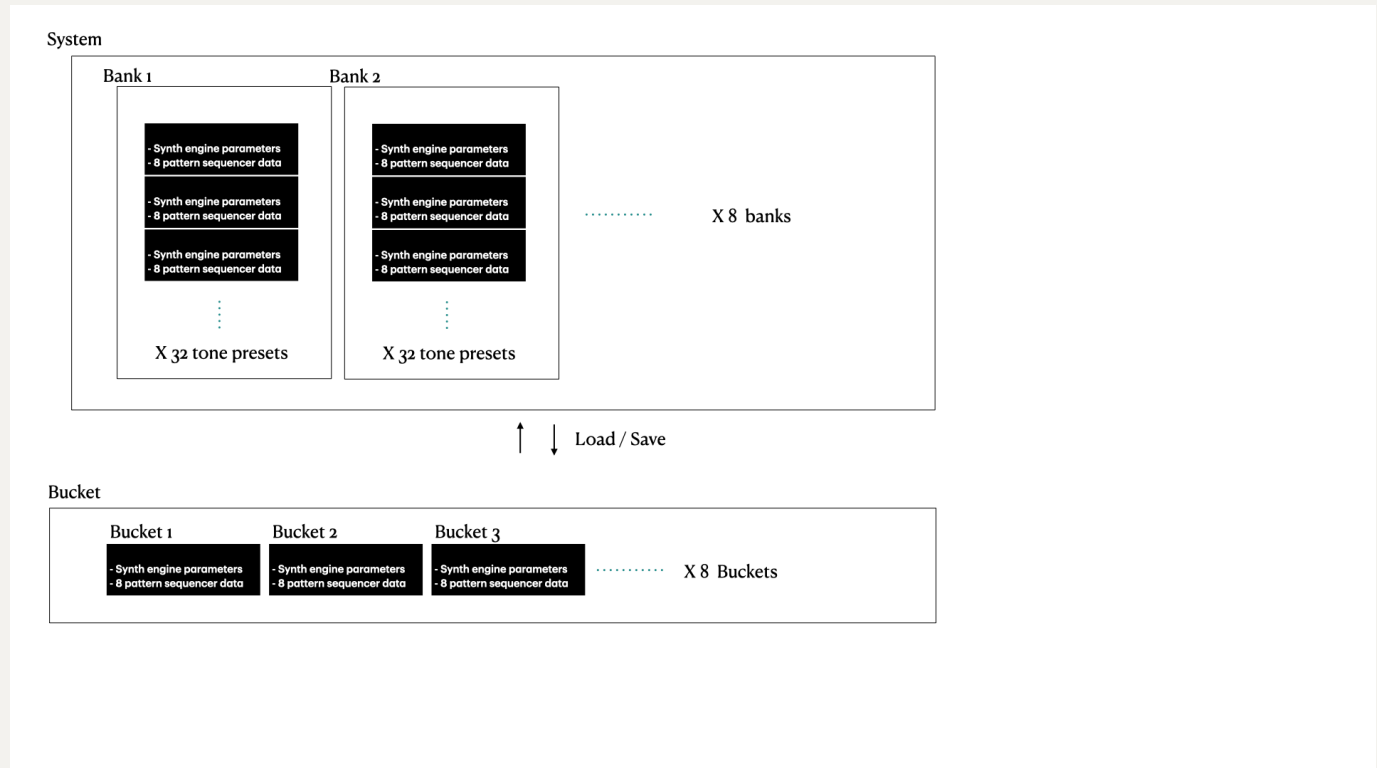 System
Bank 1
Bank 2
- Synth engine parameters
- 8 pattern sequencer data
- Synth engine parameters
- 8 pattern sequencer data
- Synth engine parameters
- 8 pattern sequencer data
X 32 tone presets
- Synth engine parameters
- 8 pattern sequencer data
- Synth engine parameters
- 8 pattern sequencer data
- Synth engine parameters
- 8 pattern sequencer data
X 32 tone presets
X 8 banks
Load / Save
Bucket
Bucket 1
- Synth engine parameters
- 8 pattern sequencer data
Bucket 2
- Synth engine parameters
- 8 pattern sequencer data
Bucket 3
- Synth engine parameters
- 8 pattern sequencer data
X 8 Buckets